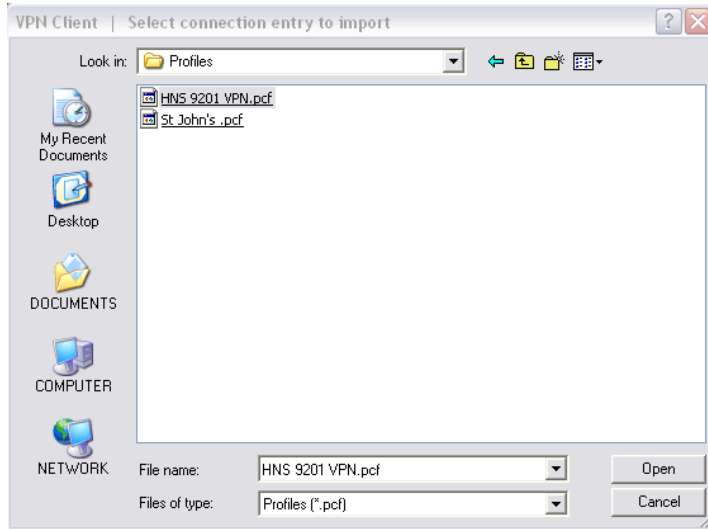 VPN Client | Select connection entry to import
Look in: Profiles
HNS 9201 VPN.pcf
St John's .pcf
My Recent
Documents
Desktop
DOCUMENTS
COMPUTER
NETWORK
File name: HNS 9201 VPN.pcf Open
Files of type: Profiles (*.pcf) Cancel